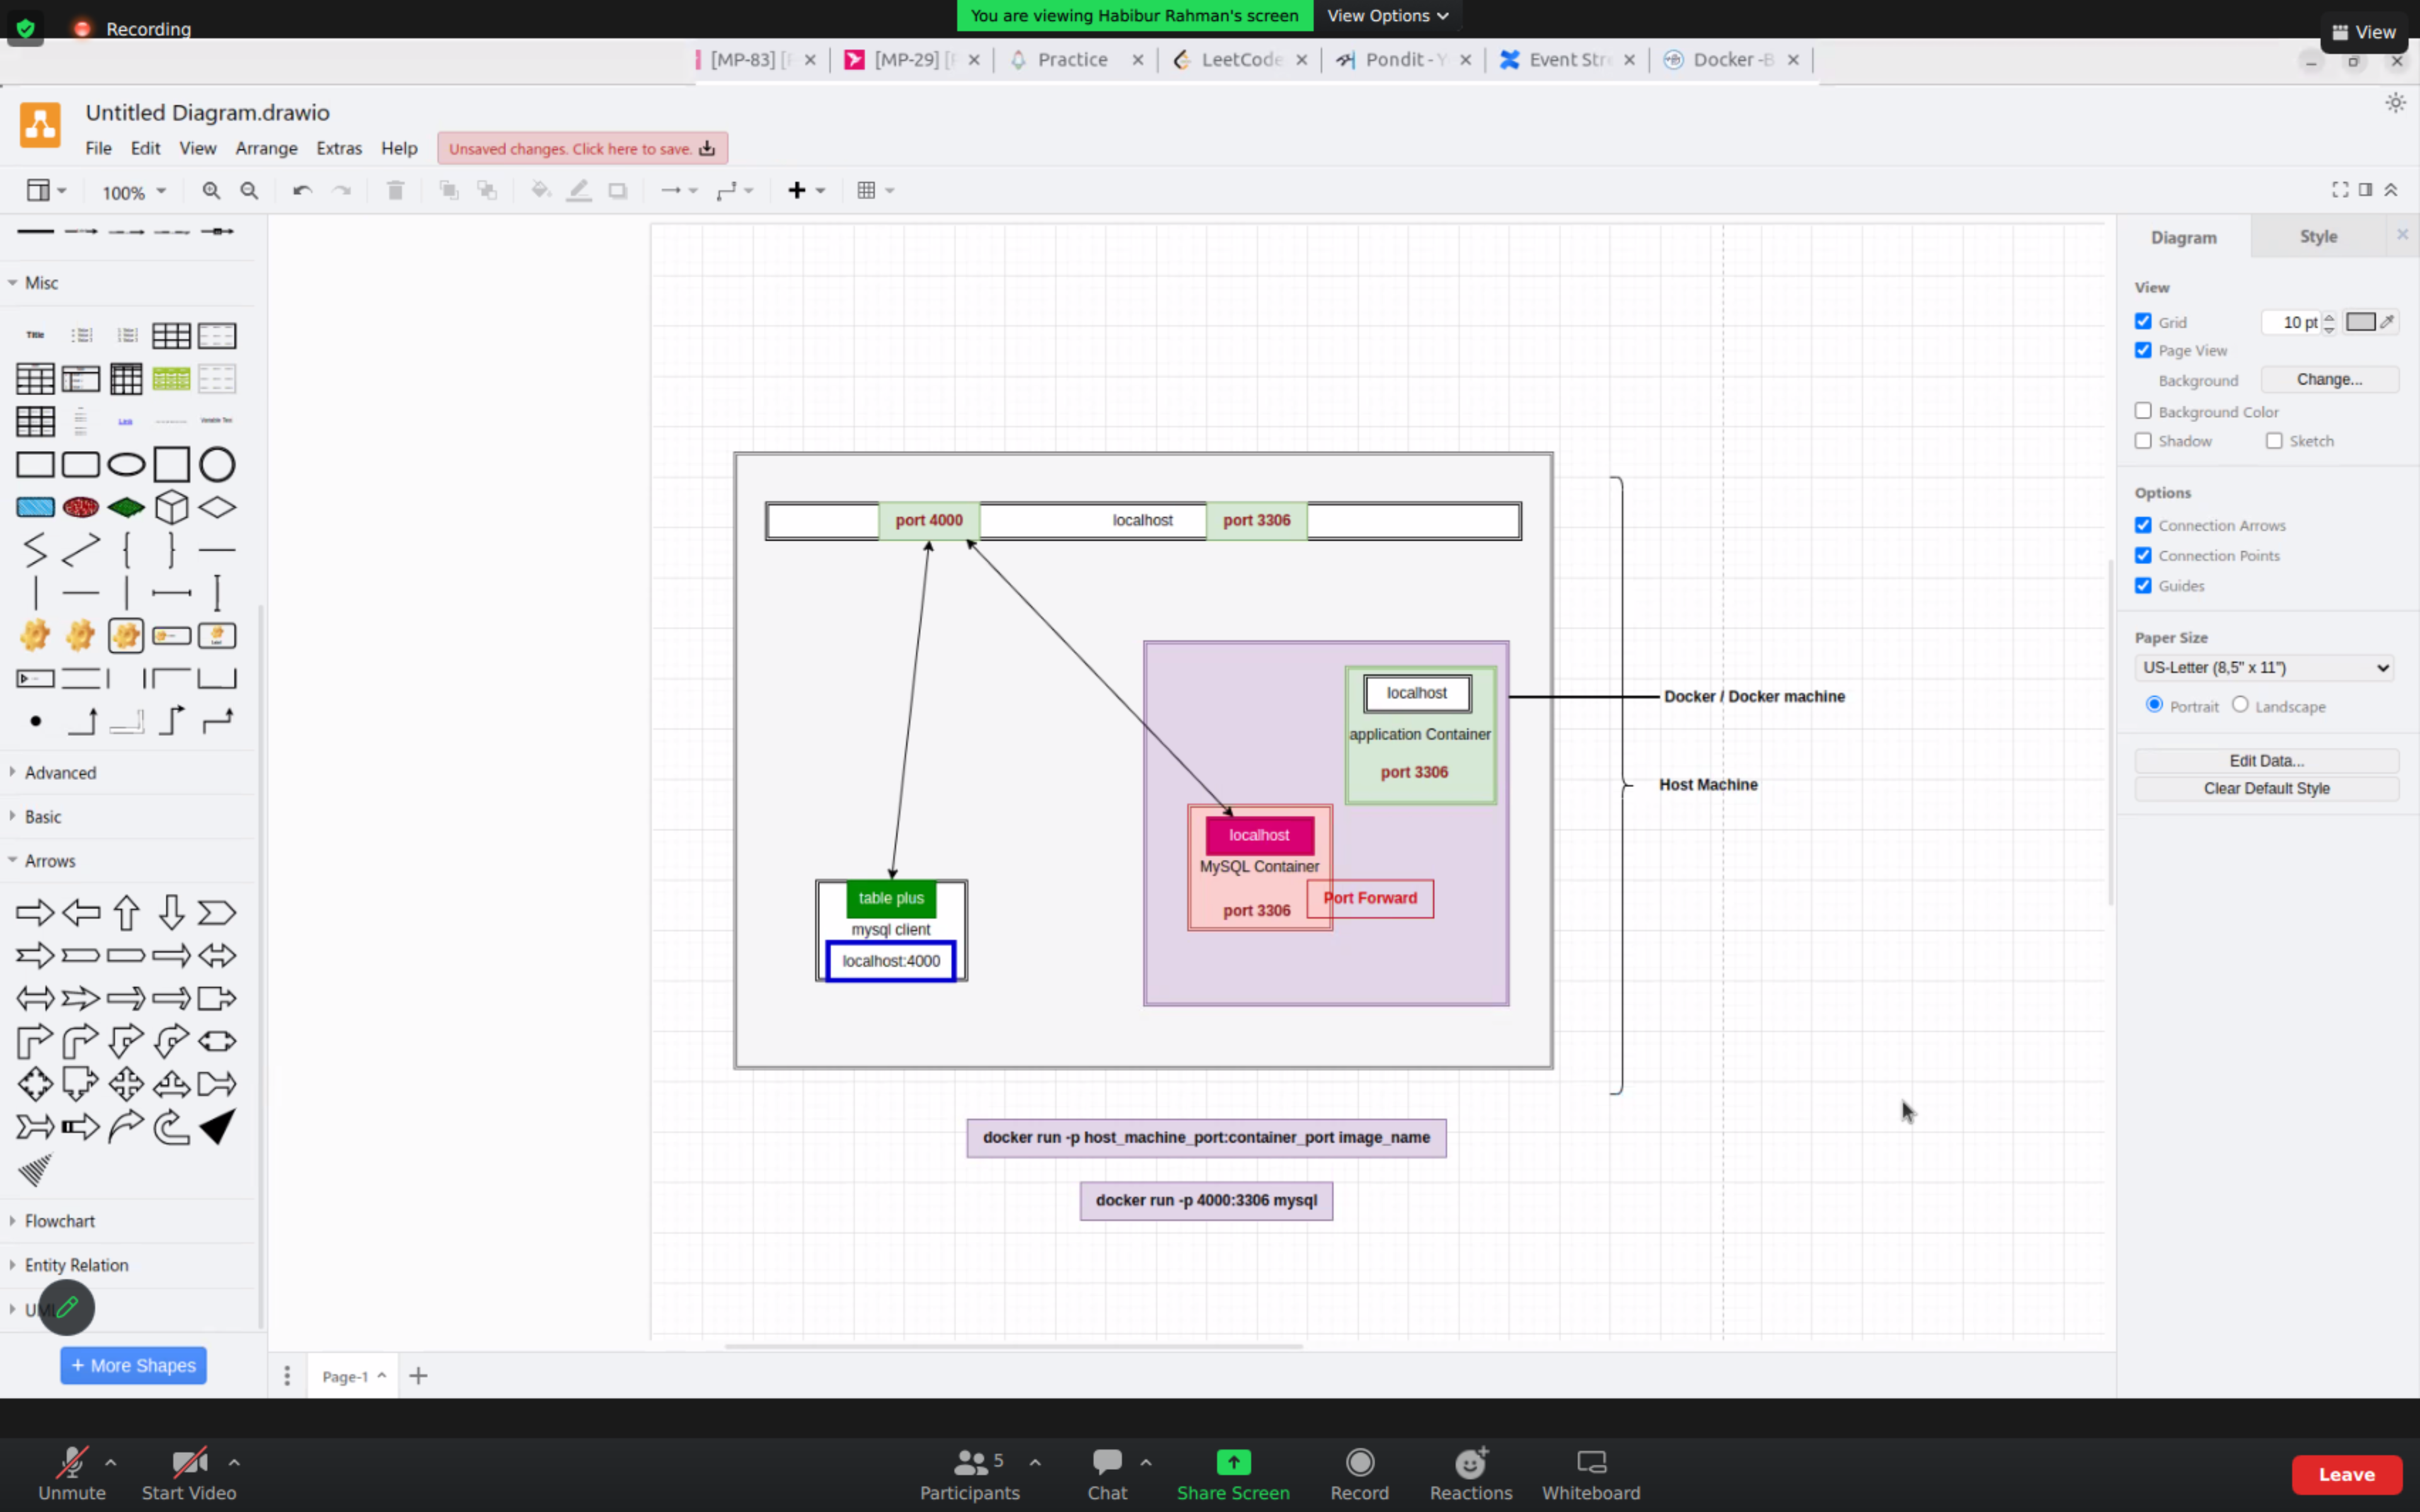 You are viewing Habibur Rahman's screen
View Options
Recording
View
[MP-83] [
[MP-29] [
Practice
LeetCode
Pondit - Y
Event Str
Docker -B
Untitled Diagram.drawio
File Edit View Arrange Extras Help
Unsaved changes. Click here to save.
100%
Diagram
Style
Misc
View
Title
Grid
10 pt
Page View
Background
Change...
Link
Variable Text
Background Color
Shadow
Sketch
Options
Connection Arrows
Connection Points
Guides
Paper Size
US-Letter (8,5" x 11")
Portrait
Landscape
Edit Data...
Clear Default Style
port 4000
localhost
port 3306
localhost
application Container
port 3306
Docker / Docker machine
Host Machine
localhost
MySQL Container
port 3306
Port Forward
table plus
mysql client
localhost:4000
docker run -p host_machine_port:container_port image_name
docker run -p 4000:3306 mysql
Advanced
Basic
Arrows
Flowchart
Entity Relation
UML
+ More Shapes
Page-1
Unmute
Start Video
5
Participants
Chat
Share Screen
Record
Reactions
Whiteboard
Leave